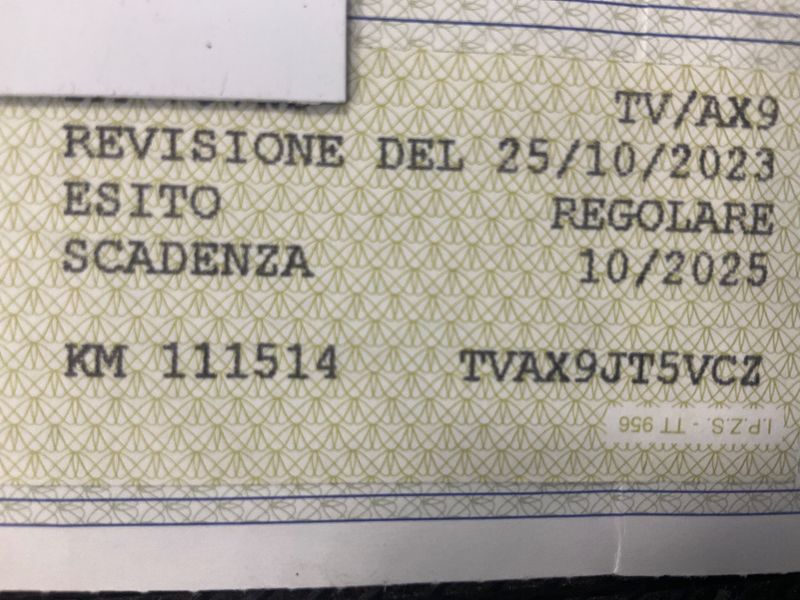 TV/AX9
REVISIONE DEL 25/10/2023
ESITO REGOLARE
SCADENZA 10/2025
KM 111514 TVAX9JT5VCZ
I.P.Z.S. - TT 956